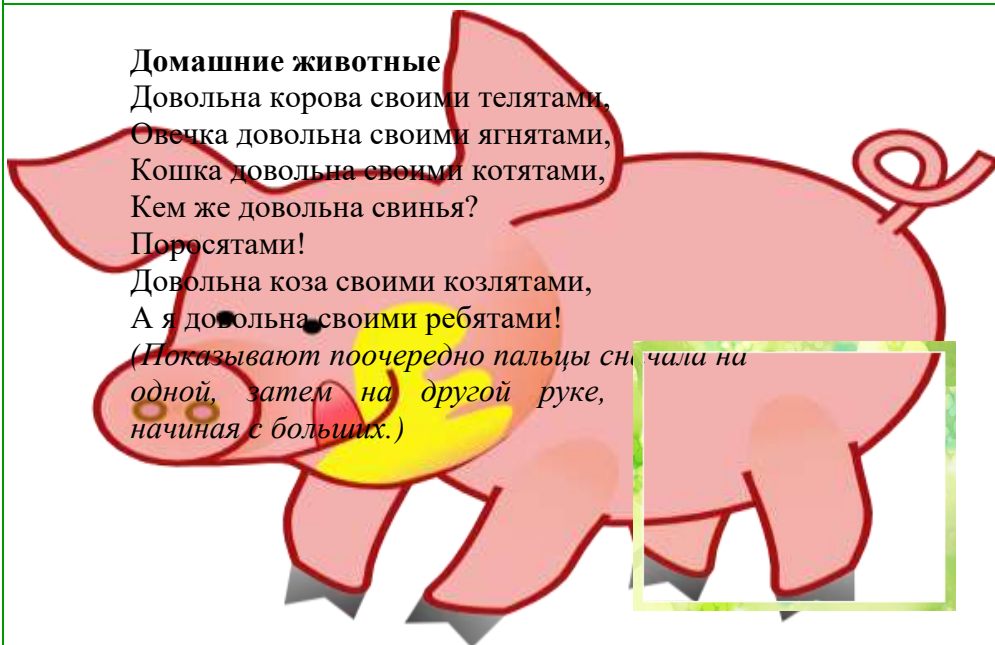 Домашние животные
Довольна корова своими телятами,
Овечка довольна своими ягнятами,
Кошка довольна своими котятами,
Кем же довольна свинья?
Поросятами!
Довольна коза своими козлятами,
А я довольна своими ребятами!
(Показывают поочередно пальцы сначала на
одной, затем на другой руке,
начиная с больших.)